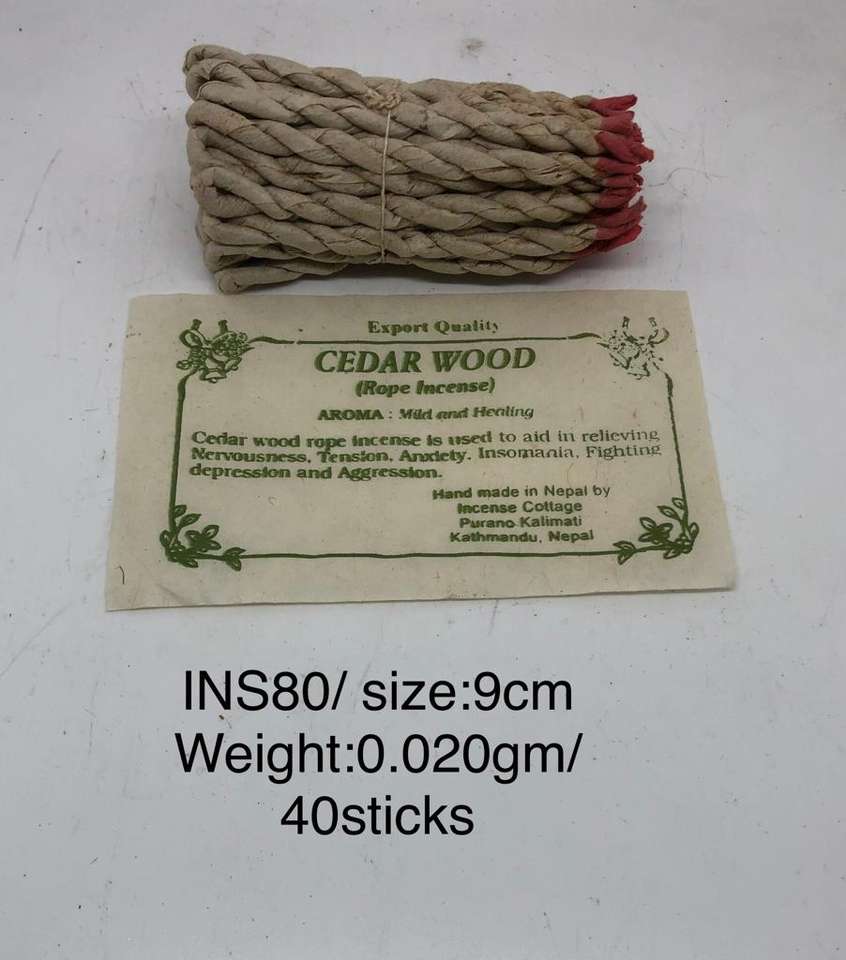 Export Quality
CEDAR WOOD
(Rope Incense)
AROMA : Mild and Healing
Cedar wood rope incense is used to aid in relieving
Nervousness, Tension, Anxiety, Insomania, Fighting
depression and Aggression.
Hand made in Nepal by
Incense Cottage
Purano Kalimati
Kathmandu, Nepal
INS80/ size:9cm
Weight:0.020gm/
40sticks